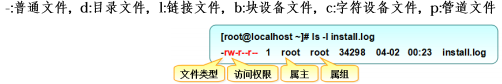 -:普通文件，d:目录文件，l:链接文件，b:块设备文件，c:字符设备文件，p:管道文件
[root@localhost ~]# ls -l install.log
-rw-r--r-- 1 root root 34298 04-02 00:23 install.log
文件类型 访问权限 属主 属组